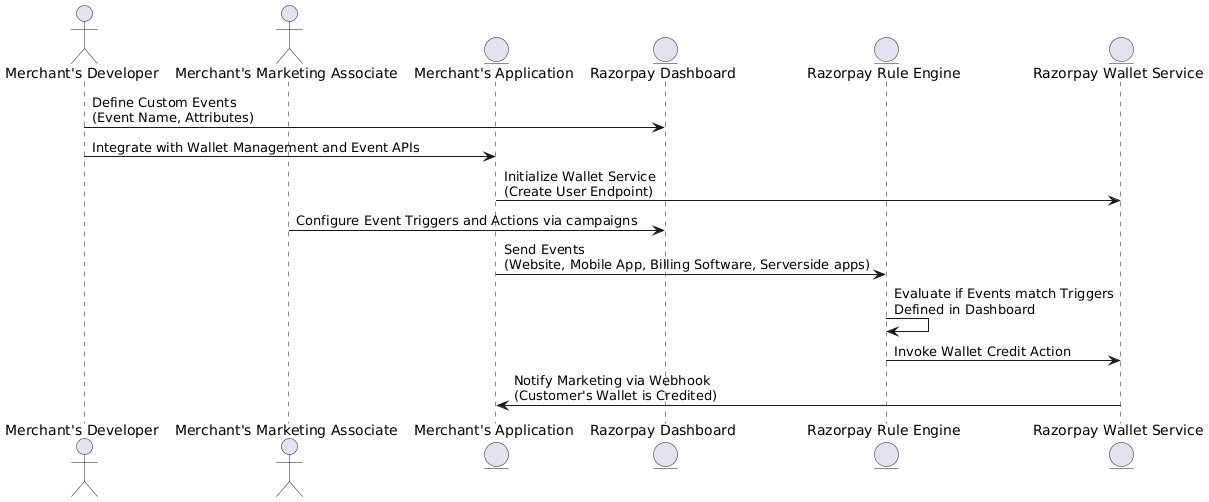 Merchant's Developer
Merchant's Marketing Associate
Merchant's Application
Razorpay Dashboard
Razorpay Rule Engine
Razorpay Wallet Service
Define Custom Events
(Event Name, Attributes)
Integrate with Wallet Management and Event APIs
Initialize Wallet Service
(Create User Endpoint)
Configure Event Triggers and Actions via campaigns
Send Events
(Website, Mobile App, Billing Software, Serverside apps)
Evaluate if Events match Triggers
Defined in Dashboard
Invoke Wallet Credit Action
Notify Marketing via Webhook
(Customer's Wallet is Credited)
Merchant's Developer
Merchant's Marketing Associate
Merchant's Application
Razorpay Dashboard
Razorpay Rule Engine
Razorpay Wallet Service